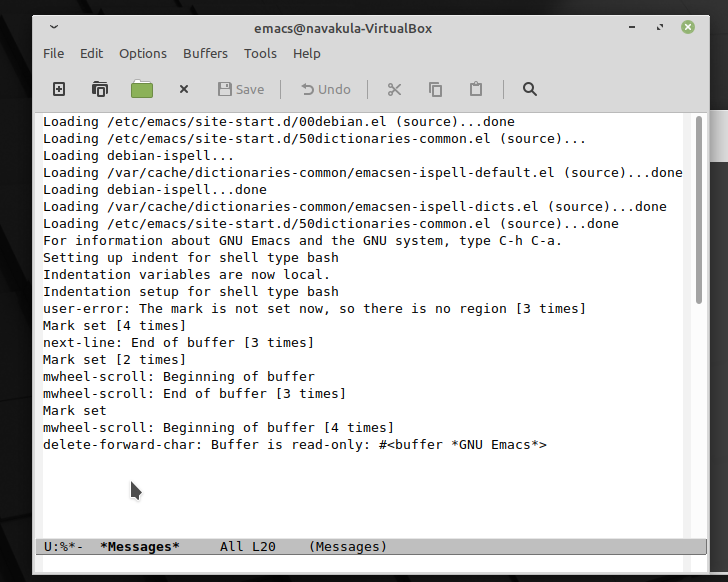 emacs@navakula-VirtualBox
File Edit Options Buffers Tools Help
Save Undo
Loading /etc/emacs/site-start.d/00debian.el (source)...done
Loading /etc/emacs/site-start.d/50dictionaries-common.el (source)...
Loading debian-ispell...
Loading /var/cache/dictionaries-common/emacsen-ispell-default.el (source)...done
Loading debian-ispell...done
Loading /var/cache/dictionaries-common/emacsen-ispell-dicts.el (source)...done
Loading /etc/emacs/site-start.d/50dictionaries-common.el (source)...done
For information about GNU Emacs and the GNU system, type C-h C-a.
Setting up indent for shell type bash
Indentation variables are now local.
Indentation setup for shell type bash
user-error: The mark is not set now, so there is no region [3 times]
Mark set [4 times]
next-line: End of buffer [3 times]
Mark set [2 times]
mwheel-scroll: Beginning of buffer
mwheel-scroll: End of buffer [3 times]
Mark set
mwheel-scroll: Beginning of buffer [4 times]
delete-forward-char: Buffer is read-only: #<buffer *GNU Emacs*>
U:%*-  *Messages*     All L20    (Messages)